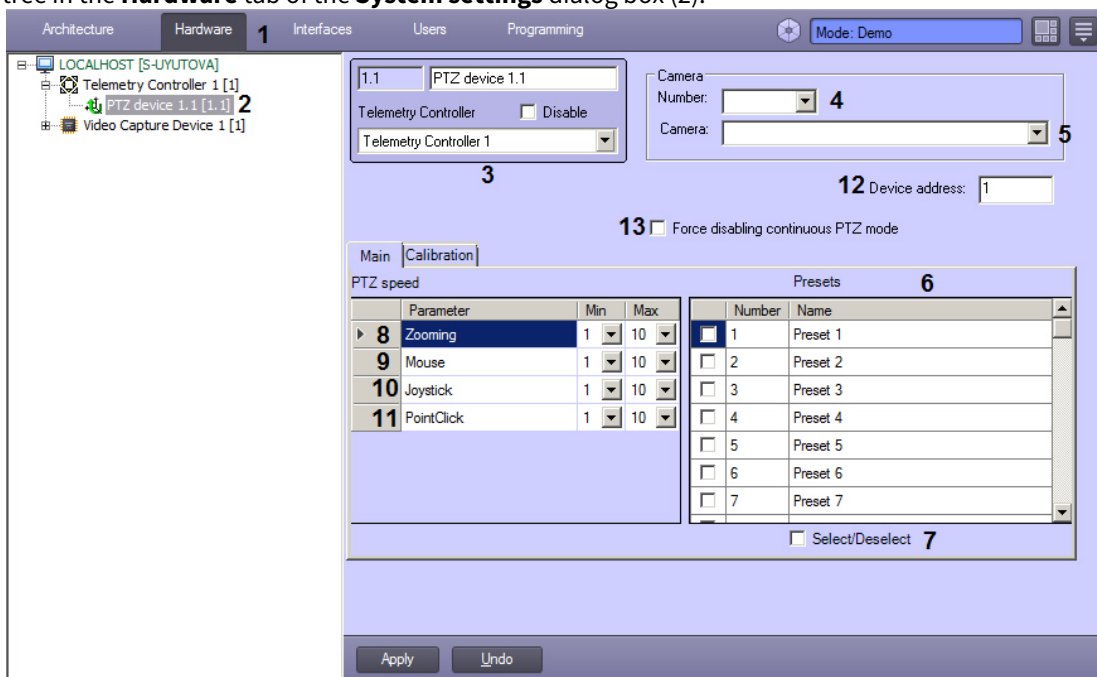 tree in the Hardware tab of the System settings dialog box (2).
Architecture Hardware 1 Interfaces Users Programming Mode: Demo
LOCALHOST [S-UYUTOVA]
Telemetry Controller 1 [1]
PTZ device 1.1 [1.1] 2
Video Capture Device 1 [1]
1.1 PTZ device 1.1
Telemetry Controller Disable
Telemetry Controller 1
3
Camera
Number: 4
Camera: 5
12 Device address: 1
13 Force disabling continuous PTZ mode
Main Calibration
PTZ speed Presets 6
Parameter Min Max Number Name
8 Zooming 1 10 1 Preset 1
9 Mouse 1 10 2 Preset 2
10 Joystick 1 10 3 Preset 3
11 PointClick 1 10 4 Preset 4
5 Preset 5
6 Preset 6
7 Preset 7
Select/Deselect 7
Apply Undo